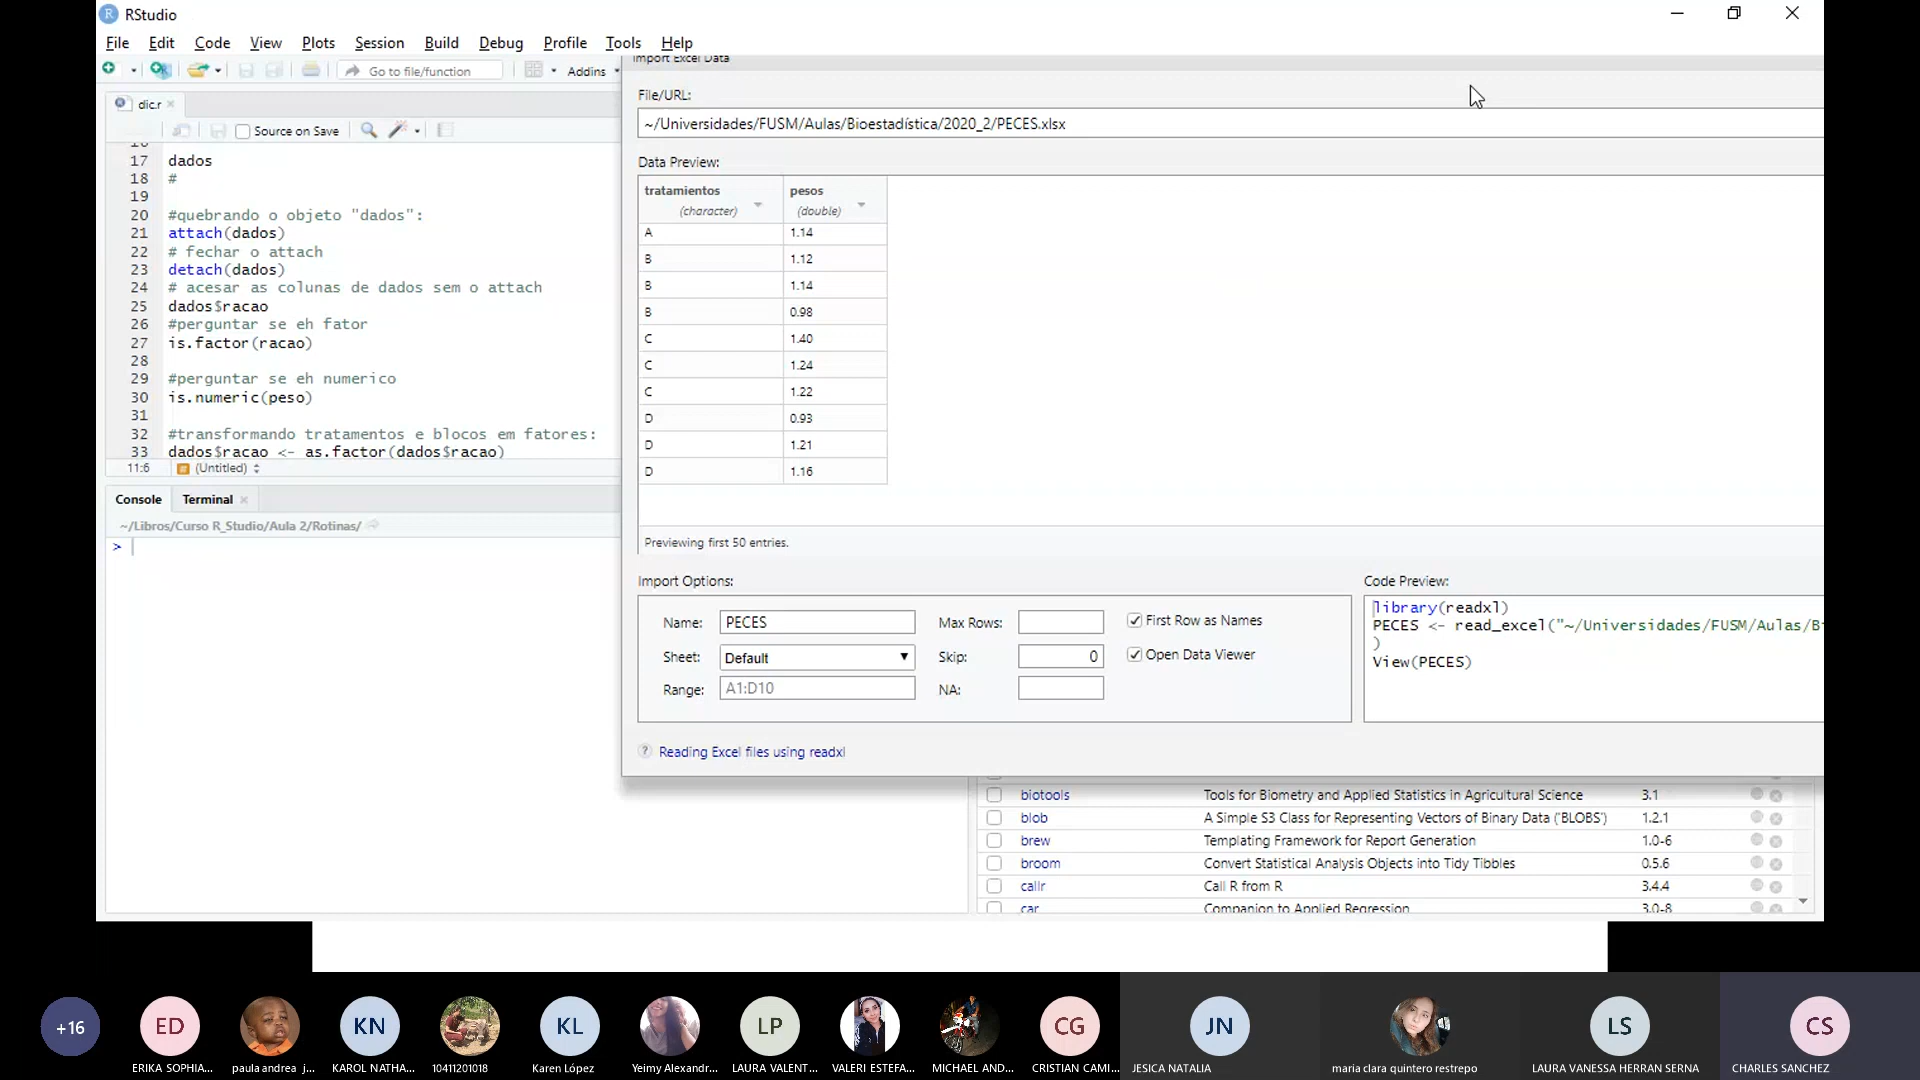 RStudio
File Edit Code View Plots Session Build Debug Profile Tools Help
Go to file/function Addins
Import Excel Data
dic.r
Source on Save
17 dados
18 #
19
20 #quebrando o objeto "dados":
21 attach(dados)
22 # fechar o attach
23 detach(dados)
24 # acesar as colunas de dados sem o attach
25 dados$racao
26 #perguntar se eh fator
27 is.factor(racao)
28
29 #perguntar se eh numerico
30 is.numeric(peso)
31
32 #transformando tratamentos e blocos em fatores:
33 dados$racao <- as.factor(dados$racao)
11:6 (Untitled)
Console Terminal
~/Libros/Curso R_Studio/Aula 2/Rotinas/
>
File/URL:
~/Universidades/FUSM/Aulas/Bioestadística/2020_2/PECES.xlsx
Data Preview:
tratamientos pesos
(character) (double)
A 1.14
B 1.12
B 1.14
B 0.98
C 1.40
C 1.24
C 1.22
D 0.93
D 1.21
D 1.16
Previewing first 50 entries.
Import Options:
Name: PECES Max Rows: First Row as Names
Sheet: Default Skip: 0 Open Data Viewer
Range: A1:D10 NA:
Code Preview:
library(readxl)
PECES <- read_excel("~/Universidades/FUSM/Aulas/Bi
)
View(PECES)
? Reading Excel files using readxl
biotools Tools for Biometry and Applied Statistics in Agricultural Science 3.1
blob A Simple S3 Class for Representing Vectors of Binary Data ('BLOBS') 1.2.1
brew Templating Framework for Report Generation 1.0-6
broom Convert Statistical Analysis Objects into Tidy Tibbles 0.5.6
callr Call R from R 3.4.4
car Companion to Applied Regression 3.0-8
+16 ED KN KL LP CG JN LS CS
ERIKA SOPHIA... paula andrea j... KAROL NATHA... 10411201018 Karen López Yeimy Alexandr... LAURA VALENT... VALERI ESTEFA... MICHAEL AND... CRISTIAN CAMI... JESICA NATALIA maria clara quintero restrepo LAURA VANESSA HERRAN SERNA CHARLES SANCHEZ